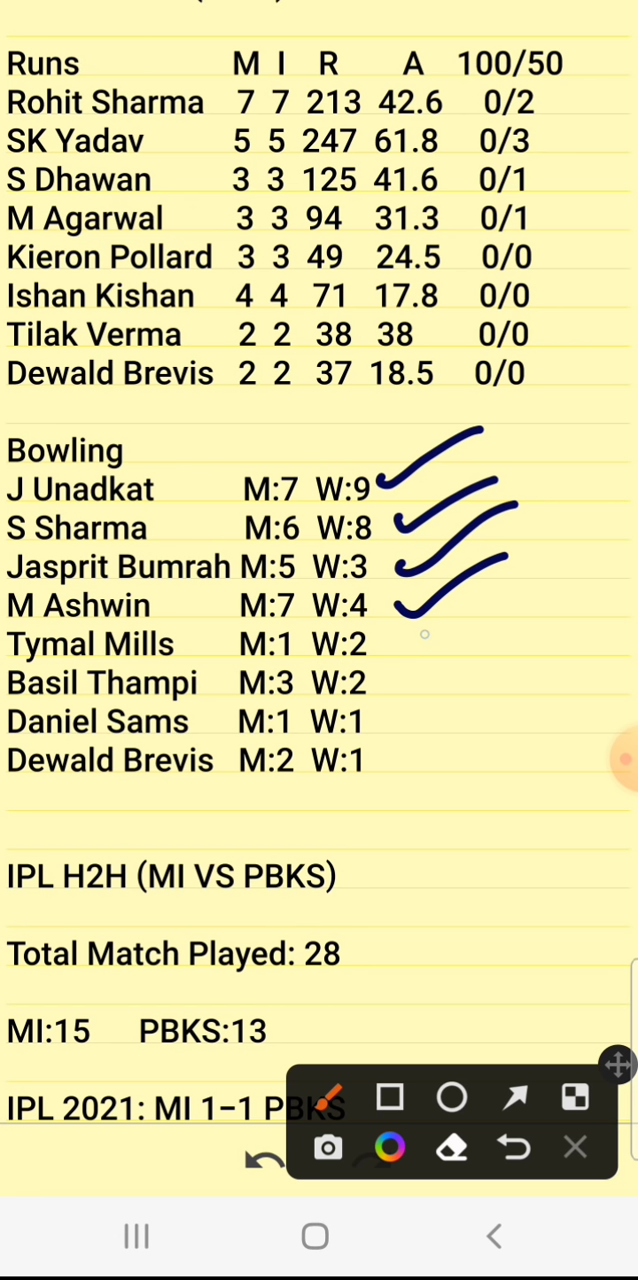 Runs M I R A 100/50
Rohit Sharma 7 7 213 42.6 0/2
SK Yadav 5 5 247 61.8 0/3
S Dhawan 3 3 125 41.6 0/1
M Agarwal 3 3 94 31.3 0/1
Kieron Pollard 3 3 49 24.5 0/0
Ishan Kishan 4 4 71 17.8 0/0
Tilak Verma 2 2 38 38 0/0
Dewald Brevis 2 2 37 18.5 0/0
Bowling
J Unadkat M:7 W:9
S Sharma M:6 W:8
Jasprit Bumrah M:5 W:3
M Ashwin M:7 W:4
Tymal Mills M:1 W:2
Basil Thampi M:3 W:2
Daniel Sams M:1 W:1
Dewald Brevis M:2 W:1
IPL H2H (MI VS PBKS)
Total Match Played: 28
MI:15 PBKS:13
IPL 2021: MI 1-1 PBKS